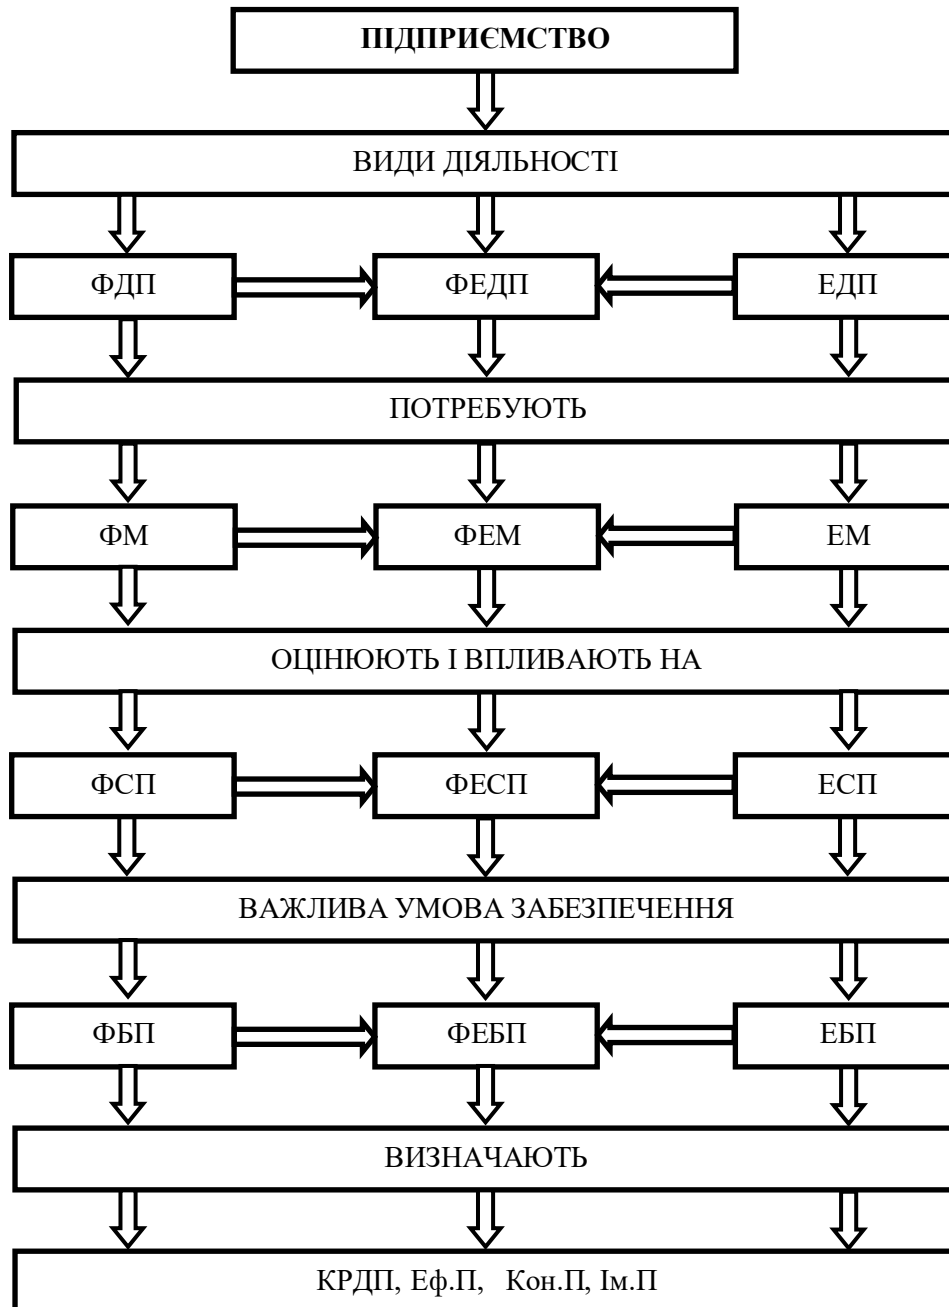 ПІДПРИЄМСТВО
ВИДИ ДІЯЛЬНОСТІ
ФДП ФЕДП ЕДП
ПОТРЕБУЮТЬ
ФМ ФЕМ ЕМ
ОЦІНЮЮТЬ І ВПЛИВАЮТЬ НА
ФСП ФЕСП ЕСП
ВАЖЛИВА УМОВА ЗАБЕЗПЕЧЕННЯ
ФБП ФЕБП ЕБП
ВИЗНАЧАЮТЬ
КРДП, Еф.П, Кон.П, Ім.П